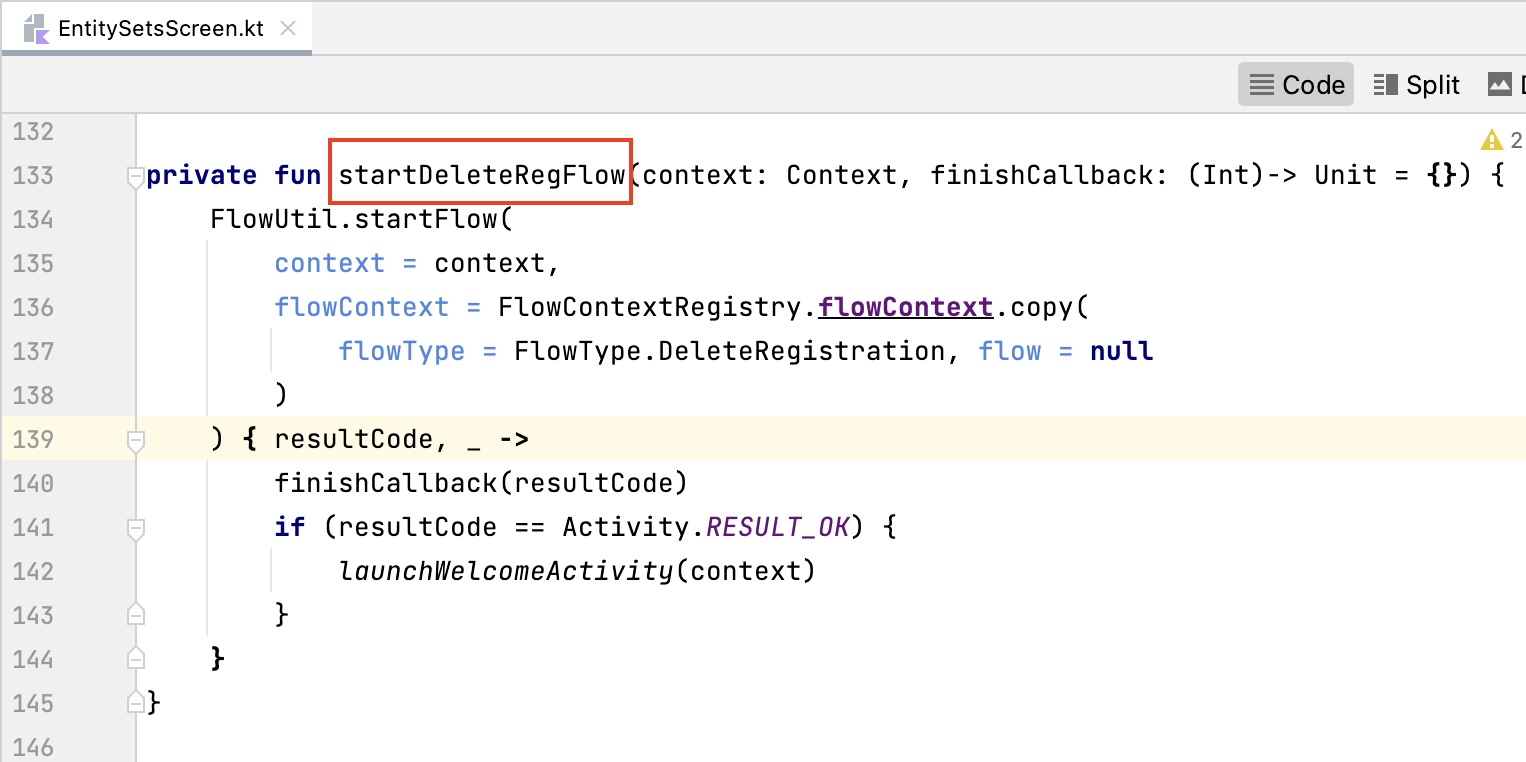 EntitySetsScreen.kt
Code Split
132
2
133 private fun startDeleteRegFlow(context: Context, finishCallback: (Int)-> Unit = {}) {
134 FlowUtil.startFlow(
135 context = context,
136 flowContext = FlowContextRegistry.flowContext.copy(
137 flowType = FlowType.DeleteRegistration, flow = null
138 )
139 ) { resultCode, _ ->
140 finishCallback(resultCode)
141 if (resultCode == Activity.RESULT_OK) {
142 launchWelcomeActivity(context)
143 }
144 }
145 }
146